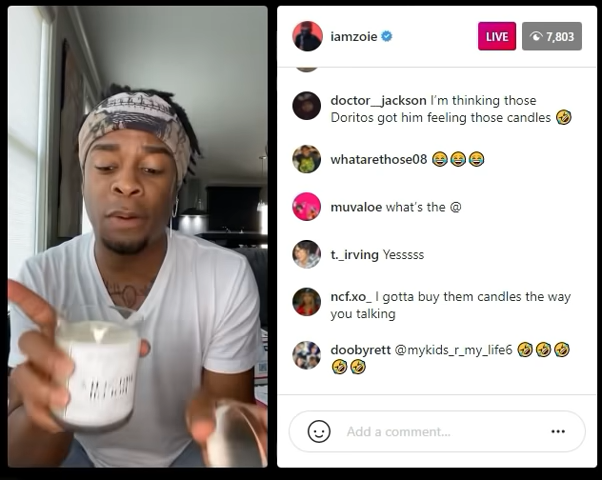 iamzoie
LIVE
7,803
doctor__jackson I'm thinking those
Doritos got him feeling those candles 🤣
whatarethose08 😂😂😂
muvaloe what's the @
t._irving Yesssss
ncf.xo_ I gotta buy them candles the way
you talking
doobyrett @mykids_r_my_life6 🤣🤣🤣
🤣🤣
Add a comment...